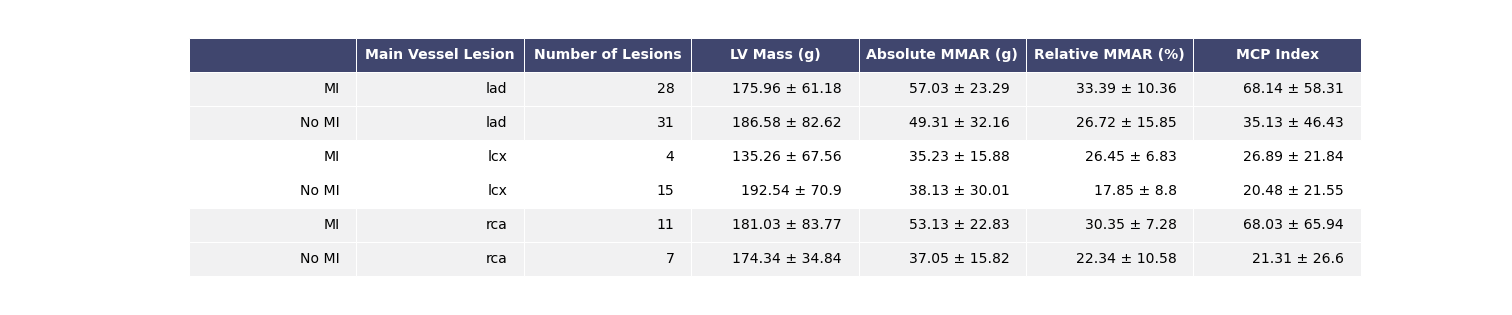 Main Vessel Lesion Number of Lesions LV Mass (g) Absolute MMAR (g) Relative MMAR (%) MCP Index
MI lad 28 175.96 ± 61.18 57.03 ± 23.29 33.39 ± 10.36 68.14 ± 58.31
No MI lad 31 186.58 ± 82.62 49.31 ± 32.16 26.72 ± 15.85 35.13 ± 46.43
MI lcx 4 135.26 ± 67.56 35.23 ± 15.88 26.45 ± 6.83 26.89 ± 21.84
No MI lcx 15 192.54 ± 70.9 38.13 ± 30.01 17.85 ± 8.8 20.48 ± 21.55
MI rca 11 181.03 ± 83.77 53.13 ± 22.83 30.35 ± 7.28 68.03 ± 65.94
No MI rca 7 174.34 ± 34.84 37.05 ± 15.82 22.34 ± 10.58 21.31 ± 26.6